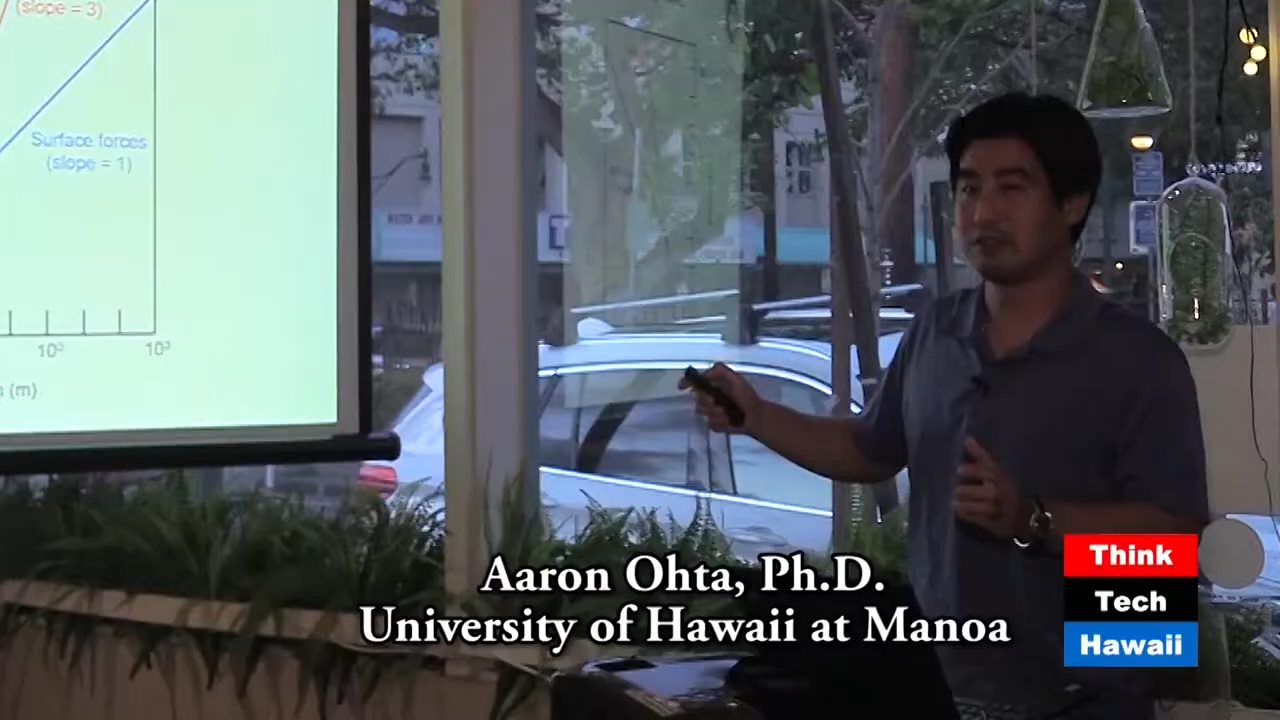 (slope = 3)
Surface forces
(slope = 1)
10⁰
10³
(m)
Aaron Ohta, Ph.D.
University of Hawaii at Manoa
Think
Tech
Hawaii